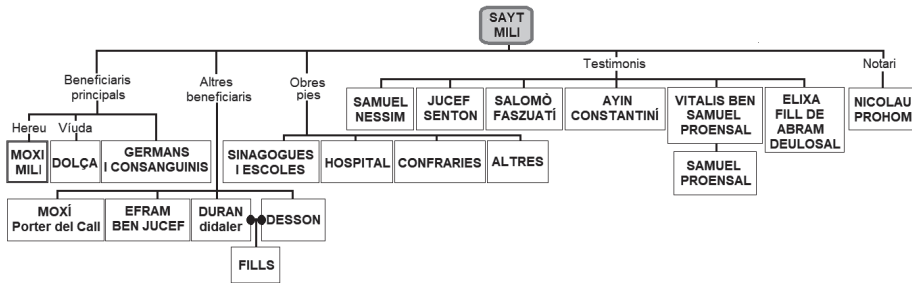 SAYT
MILI
Beneficiaris
principals
Altres
beneficiaris
Obres
pies
Testimonis
Notari
Hereu
Víuda
MOXI
MILI
DOLÇA
GERMANS
I CONSANGUINIS
SINAGOGUES
I ESCOLES
HOSPITAL
CONFRARIES
ALTRES
SAMUEL
NESSIM
JUCEF
SENTON
SALOMÒ
FASZUATÍ
AYIN
CONSTANTINÍ
VITALIS BEN
SAMUEL
PROENSAL
SAMUEL
PROENSAL
ELIXA
FILL DE
ABRAM
DEULOSAL
NICOLAU
PROHOM
MOXÍ
Porter del Call
EFRAM
BEN JUCEF
DURAN
didaler
DESSON
FILLS